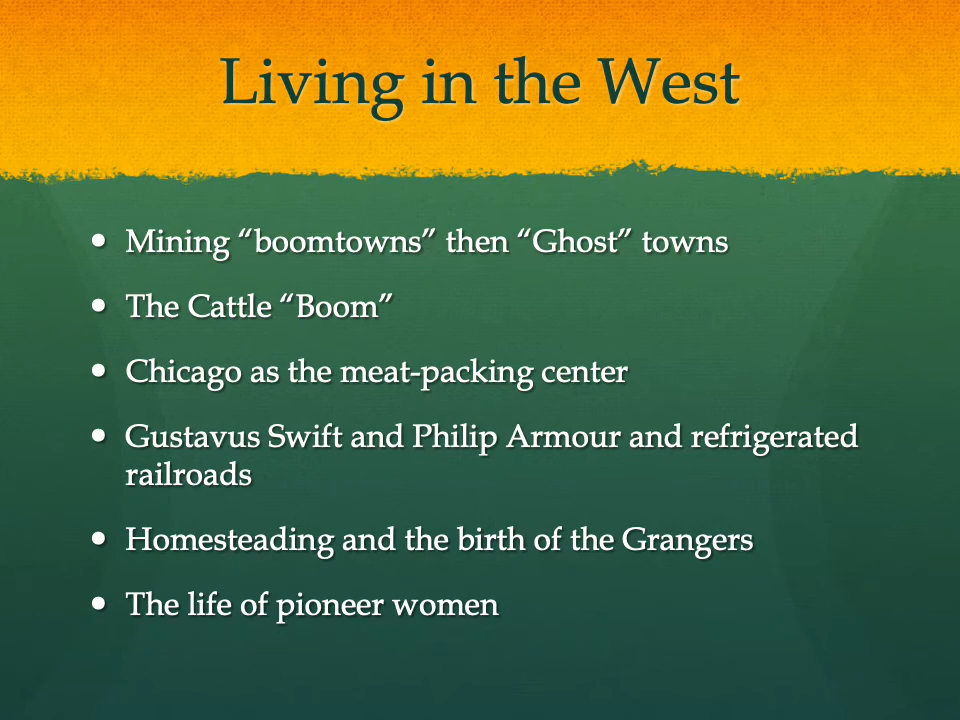 Living in the West
• Mining “boomtowns” then “Ghost” towns
• The Cattle “Boom”
• Chicago as the meat-packing center
• Gustavus Swift and Philip Armour and refrigerated
railroads
• Homesteading and the birth of the Grangers
• The life of pioneer women